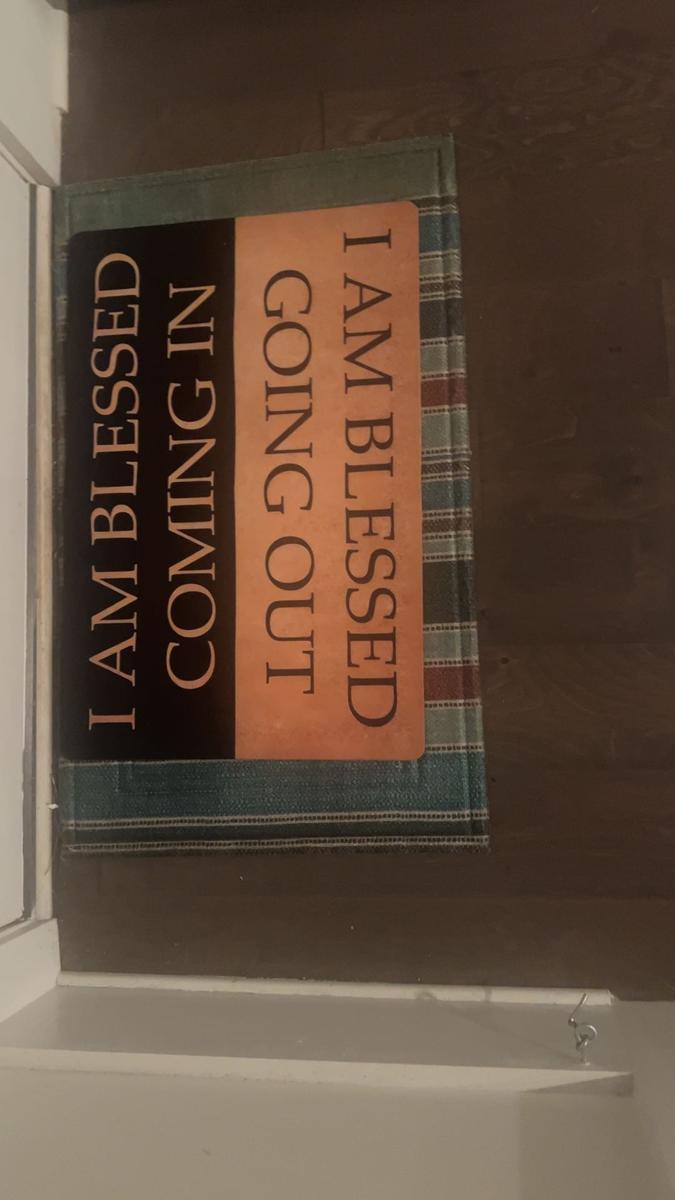 I AM BLESSED
COMING IN
I AM BLESSED
GOING OUT